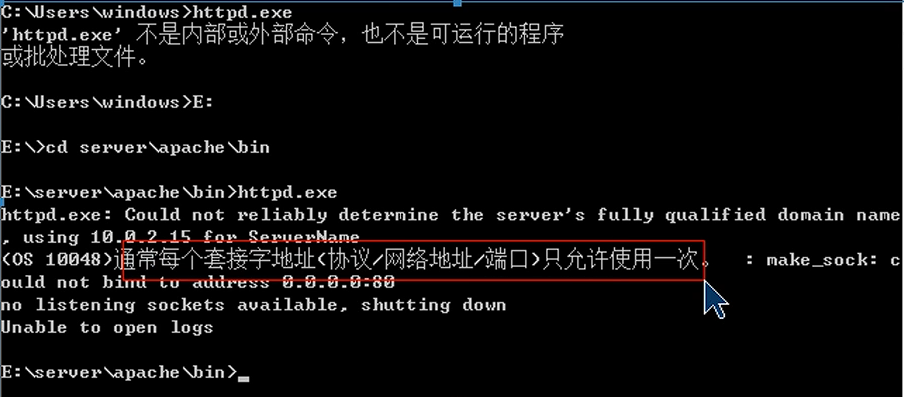 C:\Users\windows>httpd.exe
'httpd.exe' 不是内部或外部命令，也不是可运行的程序
或批处理文件。
C:\Users\windows>E:
E:\>cd server\apache\bin
E:\server\apache\bin>httpd.exe
httpd.exe: Could not reliably determine the server's fully qualified domain name
, using 10.0.2.15 for ServerName
(OS 10048)通常每个套接字地址(协议/网络地址/端口)只允许使用一次。  : make_sock: c
ould not bind to address 0.0.0.0:80
no listening sockets available, shutting down
Unable to open logs
E:\server\apache\bin>_